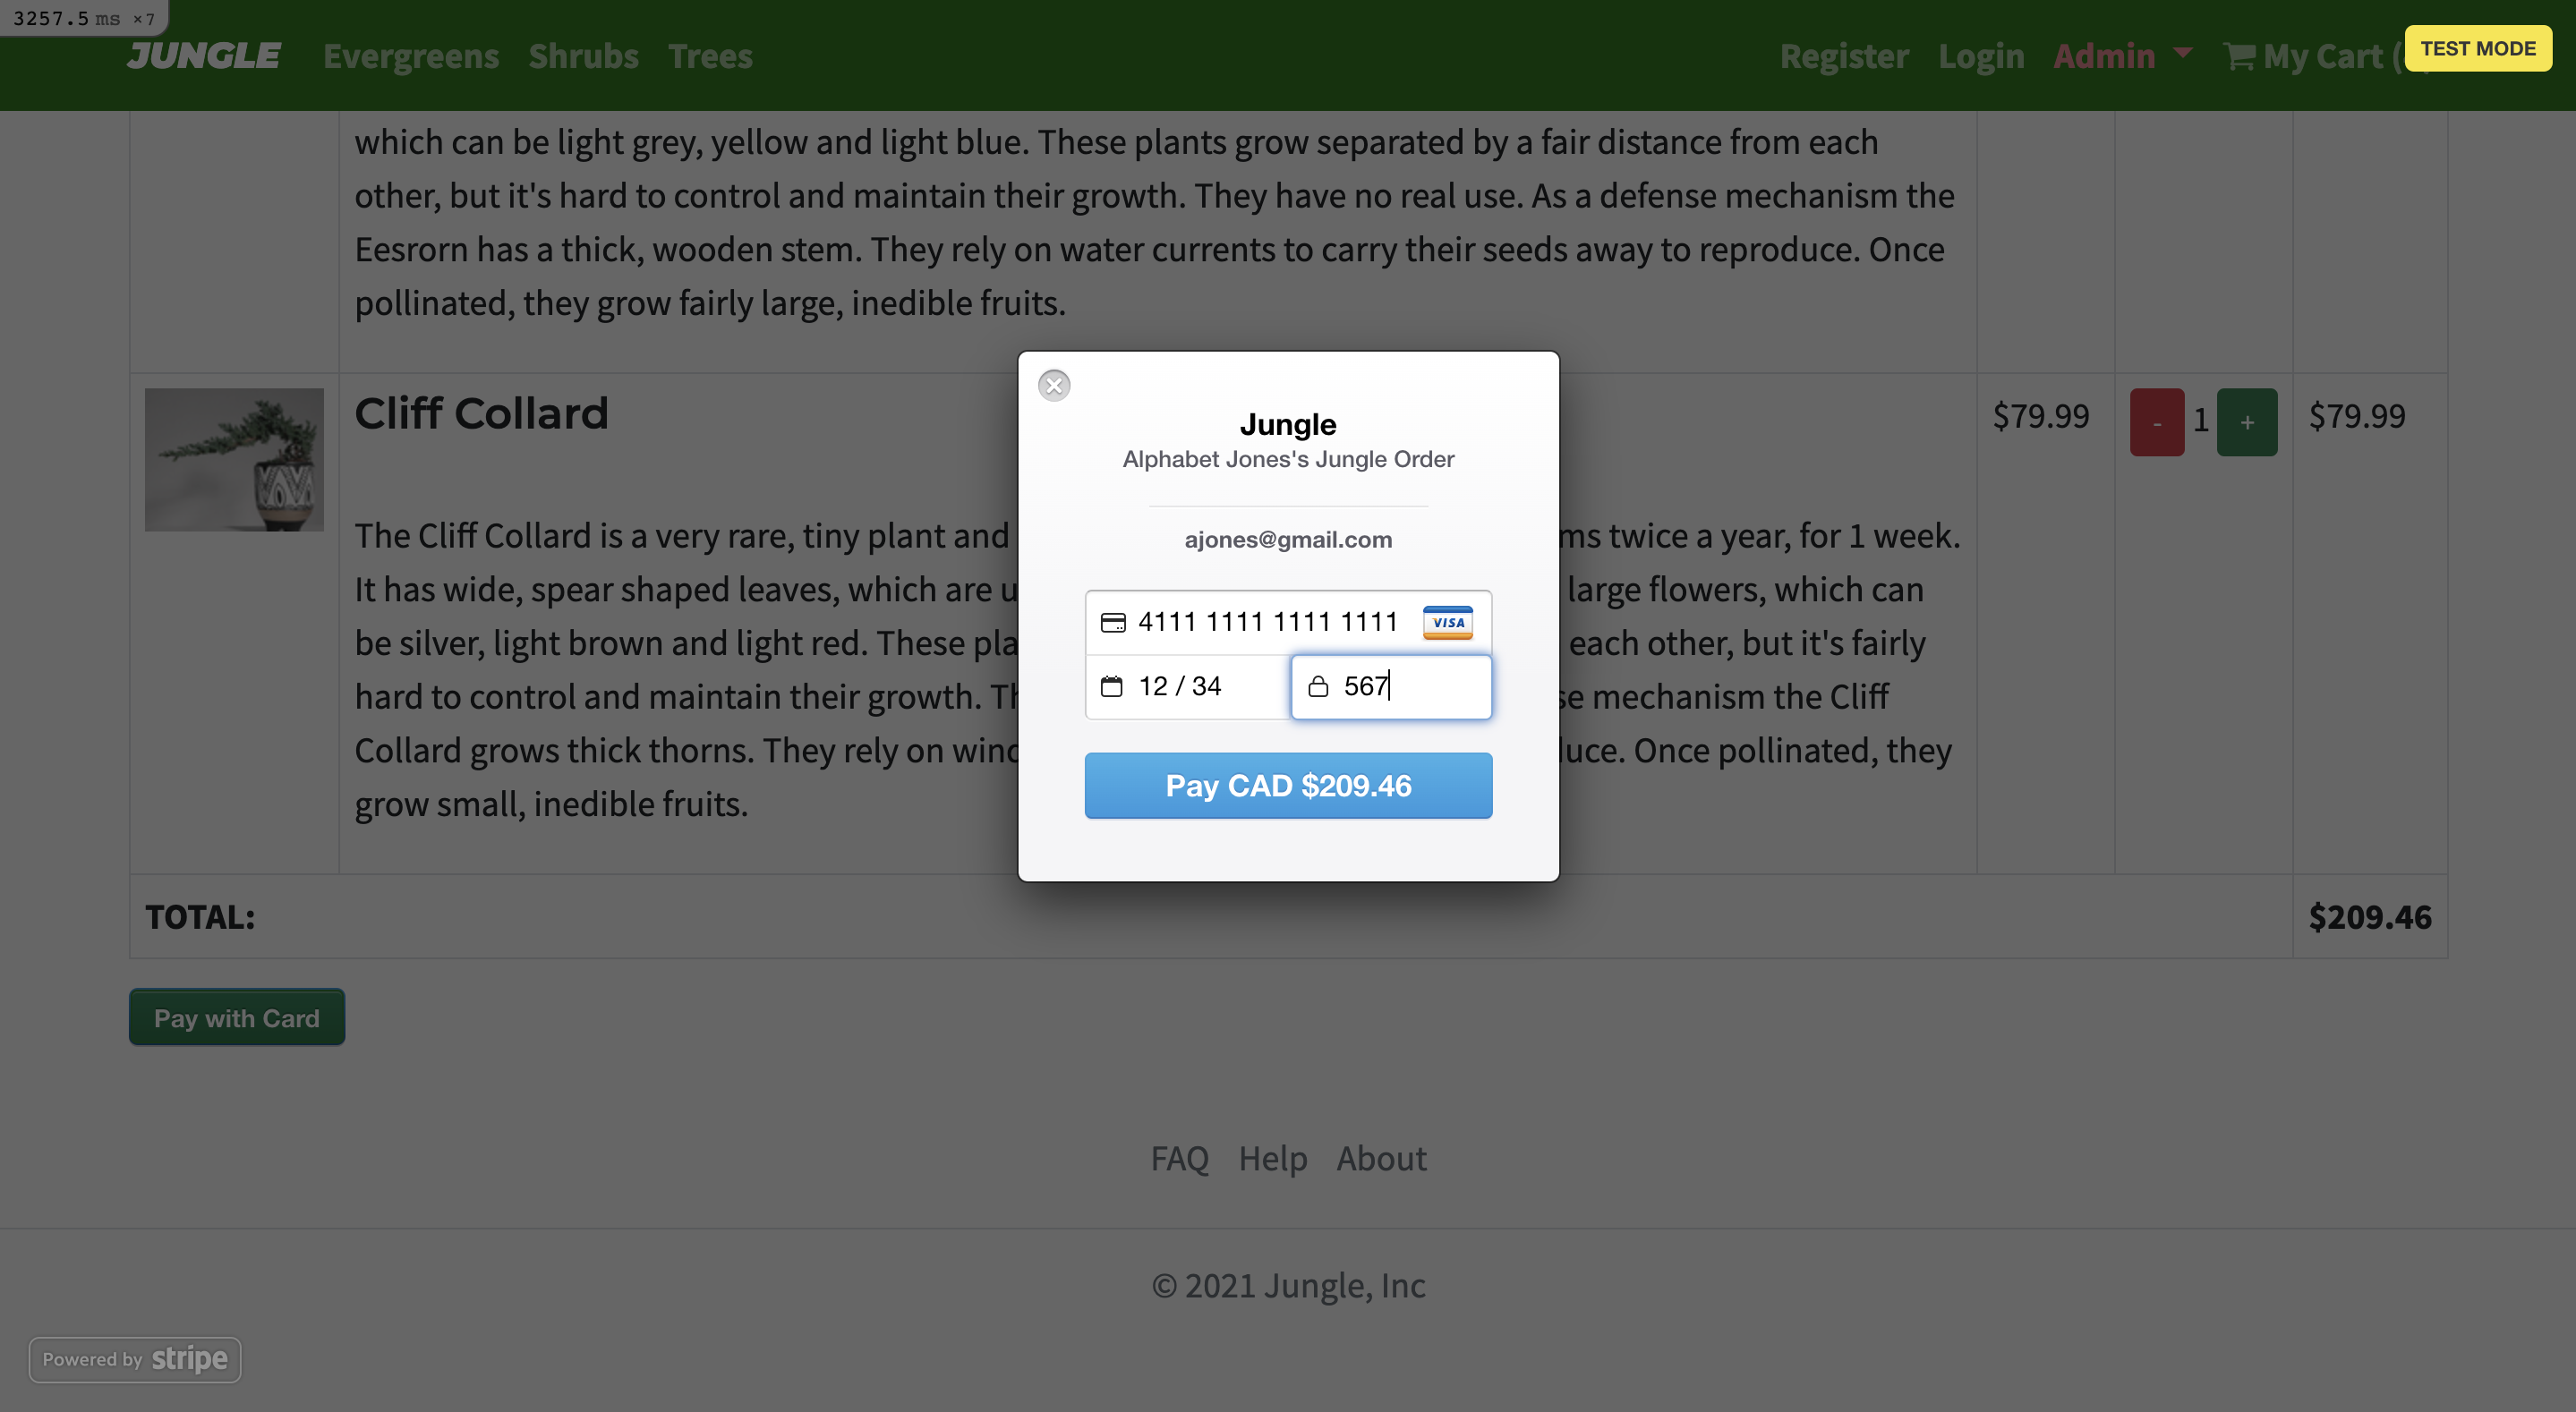 3257.5 ms ×7
JUNGLE Evergreens Shrubs Trees Register Login Admin My Cart ( TEST MODE
which can be light grey, yellow and light blue. These plants grow separated by a fair distance from each
other, but it's hard to control and maintain their growth. They have no real use. As a defense mechanism the
Eesrorn has a thick, wooden stem. They rely on water currents to carry their seeds away to reproduce. Once
pollinated, they grow fairly large, inedible fruits.
Cliff Collard $79.99 - 1 + $79.99
The Cliff Collard is a very rare, tiny plant and ms twice a year, for 1 week.
It has wide, spear shaped leaves, which are u large flowers, which can
be silver, light brown and light red. These pla each other, but it's fairly
hard to control and maintain their growth. Th se mechanism the Cliff
Collard grows thick thorns. They rely on wind luce. Once pollinated, they
grow small, inedible fruits.
Jungle
Alphabet Jones's Jungle Order
ajones@gmail.com
4111 1111 1111 1111 VISA
12 / 34 567
Pay CAD $209.46
TOTAL: $209.46
Pay with Card
FAQ Help About
© 2021 Jungle, Inc
Powered by stripe